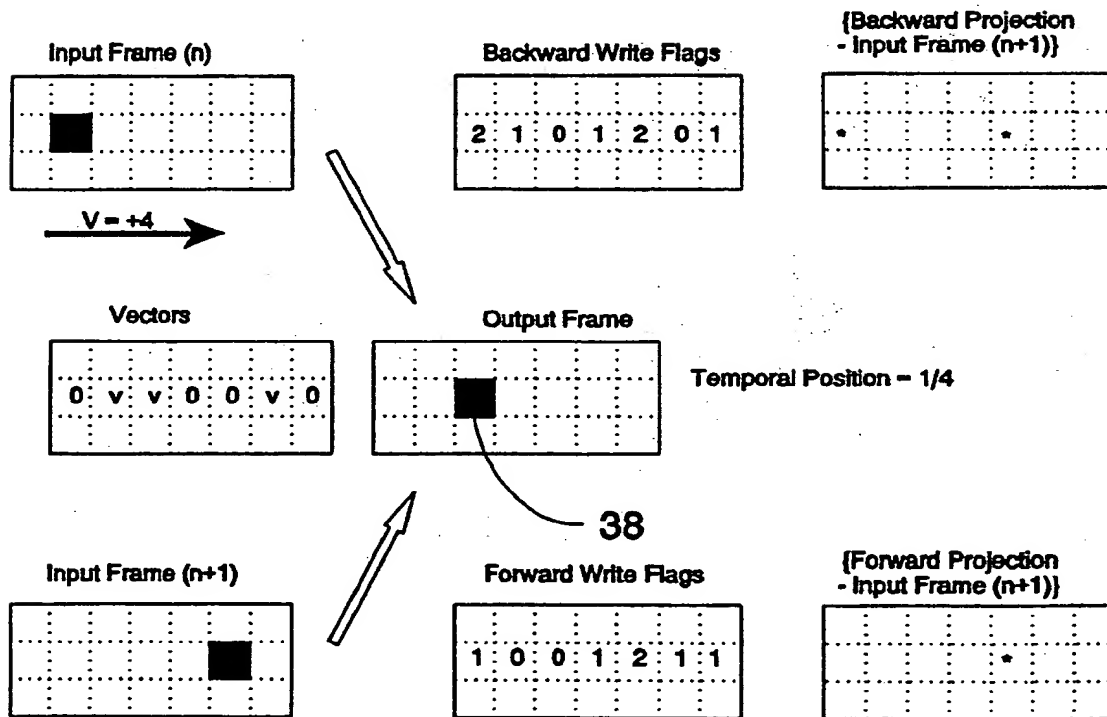 Input Frame (n)
Backward Write Flags
{Backward Projection
- Input Frame (n+1)}
2 1 0 1 2 0 1
* *
V = +4
Vectors
Output Frame
0 v v 0 0 v 0
Temporal Position = 1/4
38
Input Frame (n+1)
Forward Write Flags
{Forward Projection
- Input Frame (n+1)}
1 0 0 1 2 1 1
*